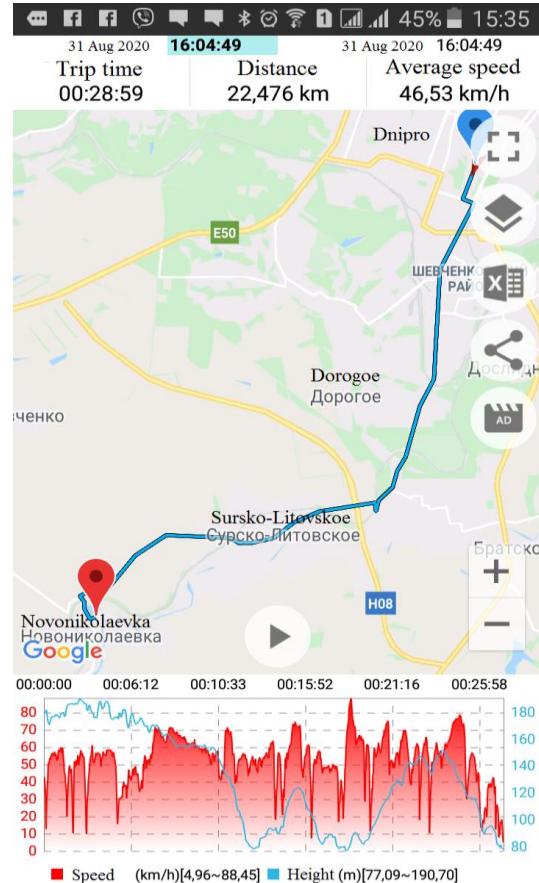 45% 15:35
31 Aug 2020 16:04:49 31 Aug 2020 16:04:49
Trip time Distance Average speed
00:28:59 22,476 km 46,53 km/h
Dnipro
E50
ШЕВЧЕНК
РАЙ
Dorogoe
Дорогое
вченко
Sursko-Litovskoe
Сурско-Литовское
Братско
H08
Novonikolaevka
Новониколаевка
Google
AD
+
−
00:00:00 00:06:12 00:10:33 00:15:52 00:21:16 00:25:58
80 180
70
60 160
50 140
40
30 120
20 100
10
0 80
Speed (km/h)[4,96~88,45] Height (m)[77,09~190,70]